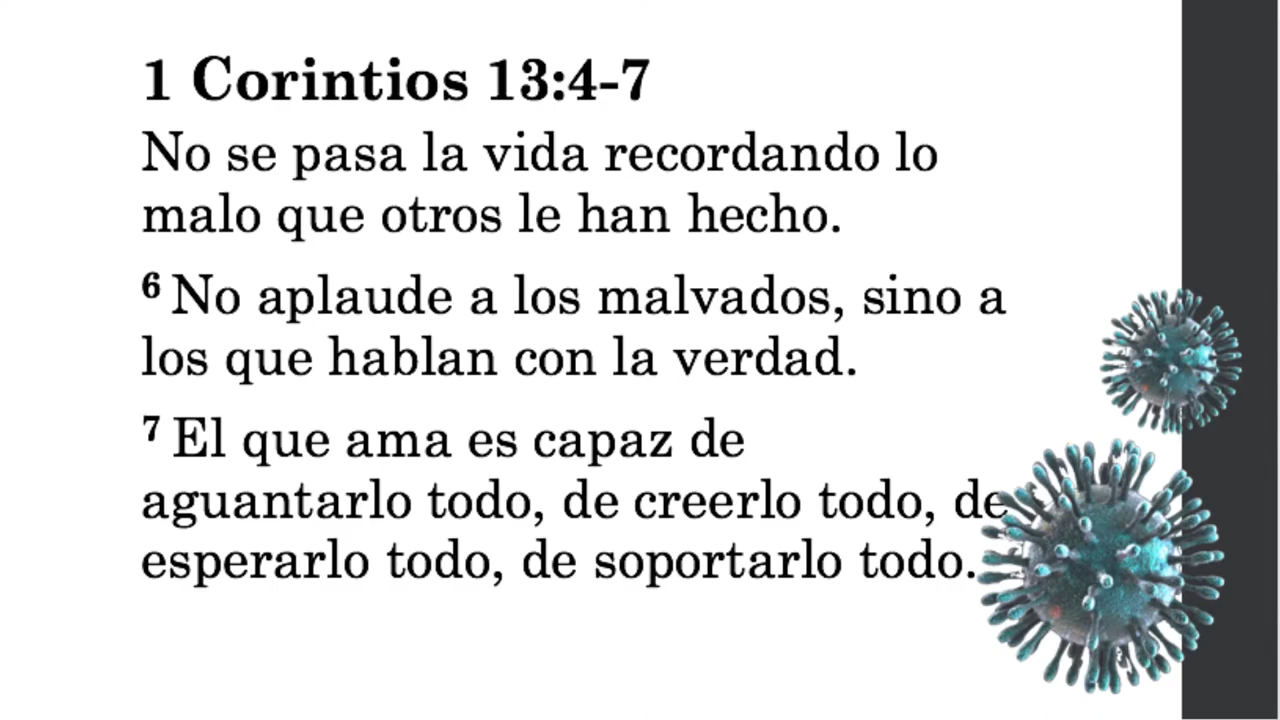 1 Corintios 13:4-7
No se pasa la vida recordando lo
malo que otros le han hecho.
6 No aplaude a los malvados, sino a
los que hablan con la verdad.
7 El que ama es capaz de
aguantarlo todo, de creerlo todo, de
esperarlo todo, de soportarlo todo.